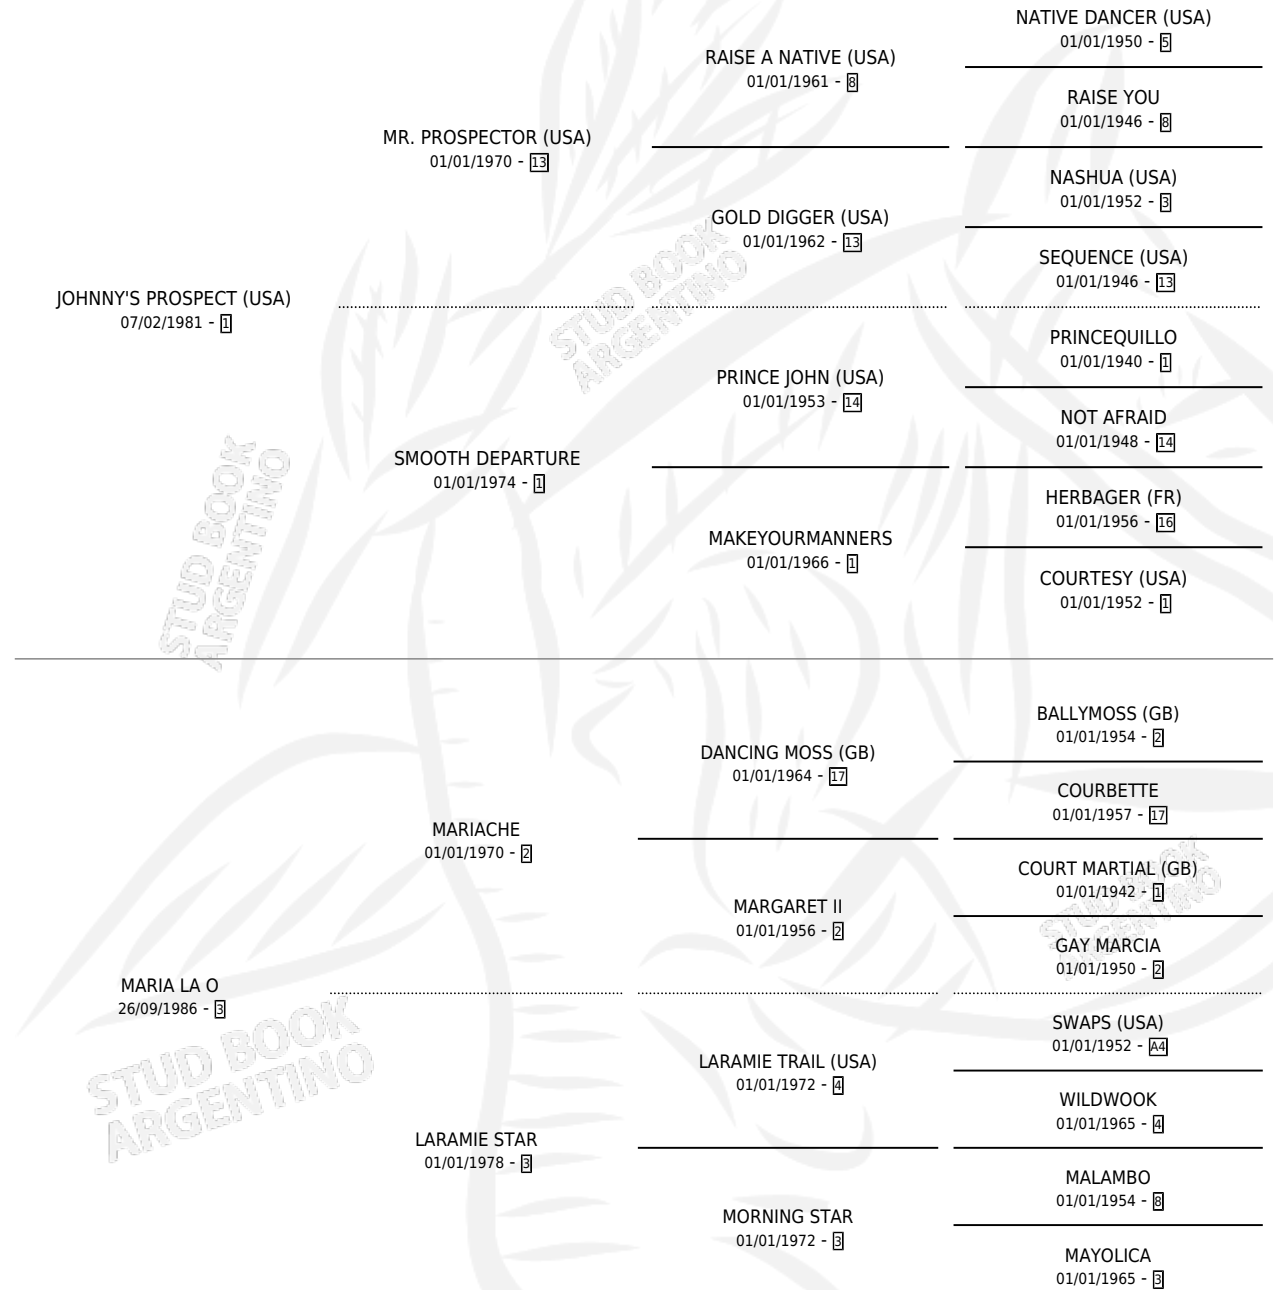 NATIVE DANCER (USA)
01/01/1950 - 5
RAISE A NATIVE (USA)
01/01/1961 - 8
RAISE YOU
01/01/1946 - 8
MR. PROSPECTOR (USA)
01/01/1970 - 13
NASHUA (USA)
01/01/1952 - 3
GOLD DIGGER (USA)
01/01/1962 - 13
SEQUENCE (USA)
01/01/1946 - 13
JOHNNY'S PROSPECT (USA)
07/02/1981 - 1
PRINCEQUILLO
01/01/1940 - 1
PRINCE JOHN (USA)
01/01/1953 - 14
NOT AFRAID
01/01/1948 - 14
SMOOTH DEPARTURE
01/01/1974 - 1
HERBAGER (FR)
01/01/1956 - 16
MAKEYOURMANNERS
01/01/1966 - 1
COURTESY (USA)
01/01/1952 - 1
BALLYMOSS (GB)
01/01/1954 - 2
DANCING MOSS (GB)
01/01/1964 - 17
COURBETTE
01/01/1957 - 17
MARIACHE
01/01/1970 - 2
COURT MARTIAL (GB)
01/01/1942 - 1
MARGARET II
01/01/1956 - 2
GAY MARCIA
01/01/1950 - 2
MARIA LA O
26/09/1986 - 3
SWAPS (USA)
01/01/1952 - A4
LARAMIE TRAIL (USA)
01/01/1972 - 4
WILDWOOK
01/01/1965 - 4
LARAMIE STAR
01/01/1978 - 3
MALAMBO
01/01/1954 - 8
MORNING STAR
01/01/1972 - 3
MAYOLICA
01/01/1965 - 3
STUD BOOK
ARGENTINO
STUD BOOK
ARGENTINO
STUD BOOK
ARGENTINO
STUD BOOK
ARGENTINO